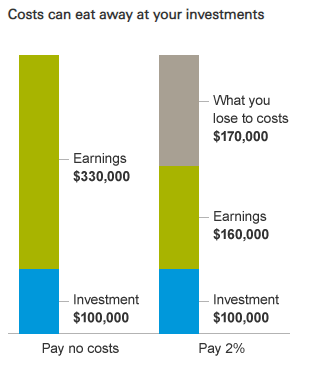 Costs can eat away at your investments
What you
lose to costs
$170,000
Earnings
$330,000
Earnings
$160,000
Investment
$100,000
Investment
$100,000
Pay no costs
Pay 2%